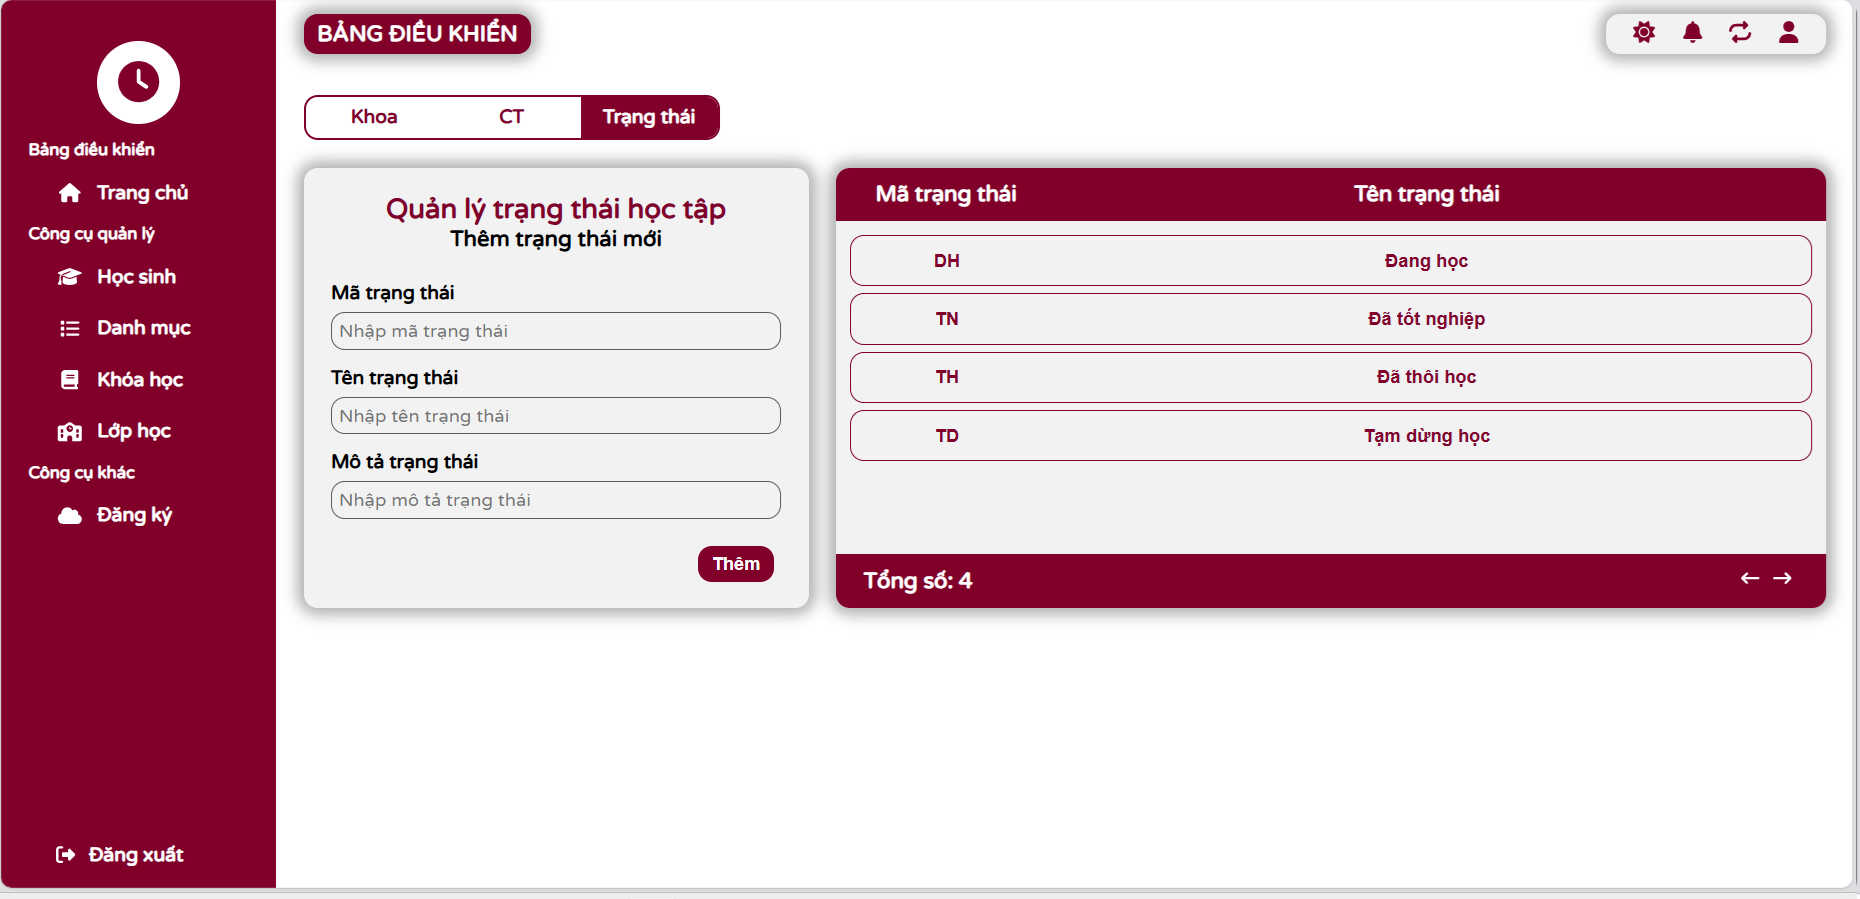 Bảng điều khiển
Trang chủ
Công cụ quản lý
Học sinh
Danh mục
Khóa học
Lớp học
Công cụ khác
Đăng ký
Đăng xuất
BẢNG ĐIỀU KHIỂN
Khoa CT Trạng thái
Quản lý trạng thái học tập
Thêm trạng thái mới
Mã trạng thái
Nhập mã trạng thái
Tên trạng thái
Nhập tên trạng thái
Mô tả trạng thái
Nhập mô tả trạng thái
Thêm
Mã trạng thái Tên trạng thái
DH Đang học
TN Đã tốt nghiệp
TH Đã thôi học
TD Tạm dừng học
Tổng số: 4